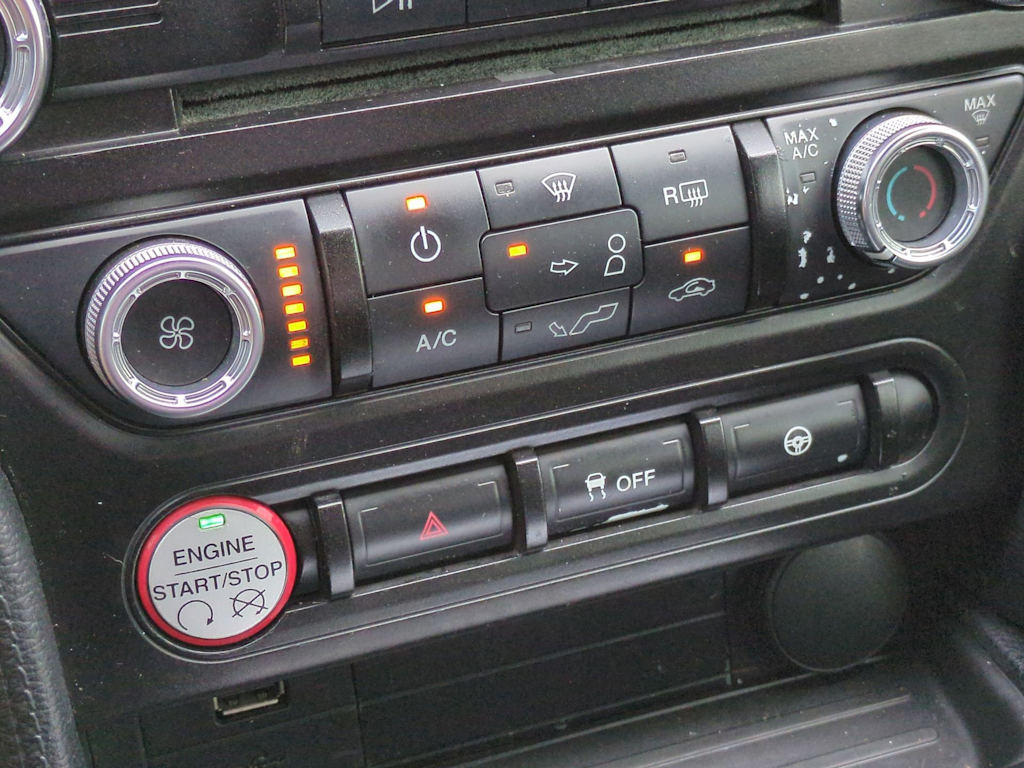 MAX
MAX
A/C
R
A/C
OFF
ENGINE
START/STOP